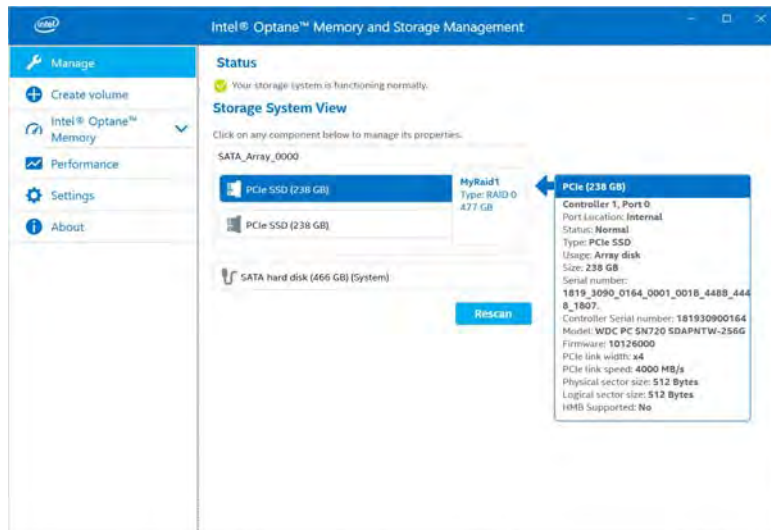 intel
Intel® Optane™ Memory and Storage Management
Manage
Create volume
Intel® Optane™
Memory
Performance
Settings
About
Status
Your storage system is functioning normally.
Storage System View
Click on any component below to manage its properties.
SATA_Array_0000
PCIe SSD (238 GB)
PCIe SSD (238 GB)
MyRaid1
Type: RAID 0
477 GB
SATA hard disk (466 GB) (System)
Rescan
PCIe (238 GB)
Controller 1, Port 0
Port Location: Internal
Status: Normal
Type: PCIe SSD
Usage: Array disk
Size: 238 GB
Serial number:
1819_3090_0164_0001_001B_448B_444
8_1807.
Controller Serial number: 181930900164
Model: WDC PC SN720 SDAPNTW-256G
Firmware: 10126000
PCIe link width: x4
PCIe link speed: 4000 MB/s
Physical sector size: 512 Bytes
Logical sector size: 512 Bytes
HMB Supported: No